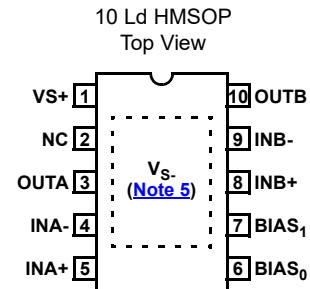 10 Ld HMSOP
Top View
VS+ 1
10 OUTB
NC 2
9 INB-
VS-
(Note 5)
OUTA 3
8 INB+
INA- 4
7 BIAS1
INA+ 5
6 BIAS0